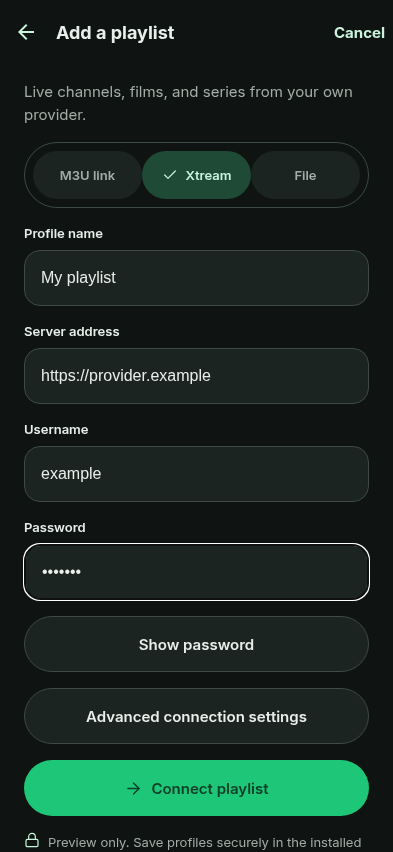 Add a playlist
Cancel
Live channels, films, and series from your own
provider.
M3U link
Xtream
File
Profile name
My playlist
Server address
https://provider.example
Username
example
Password
•••••••
Show password
Advanced connection settings
Connect playlist
Preview only. Save profiles securely in the installed